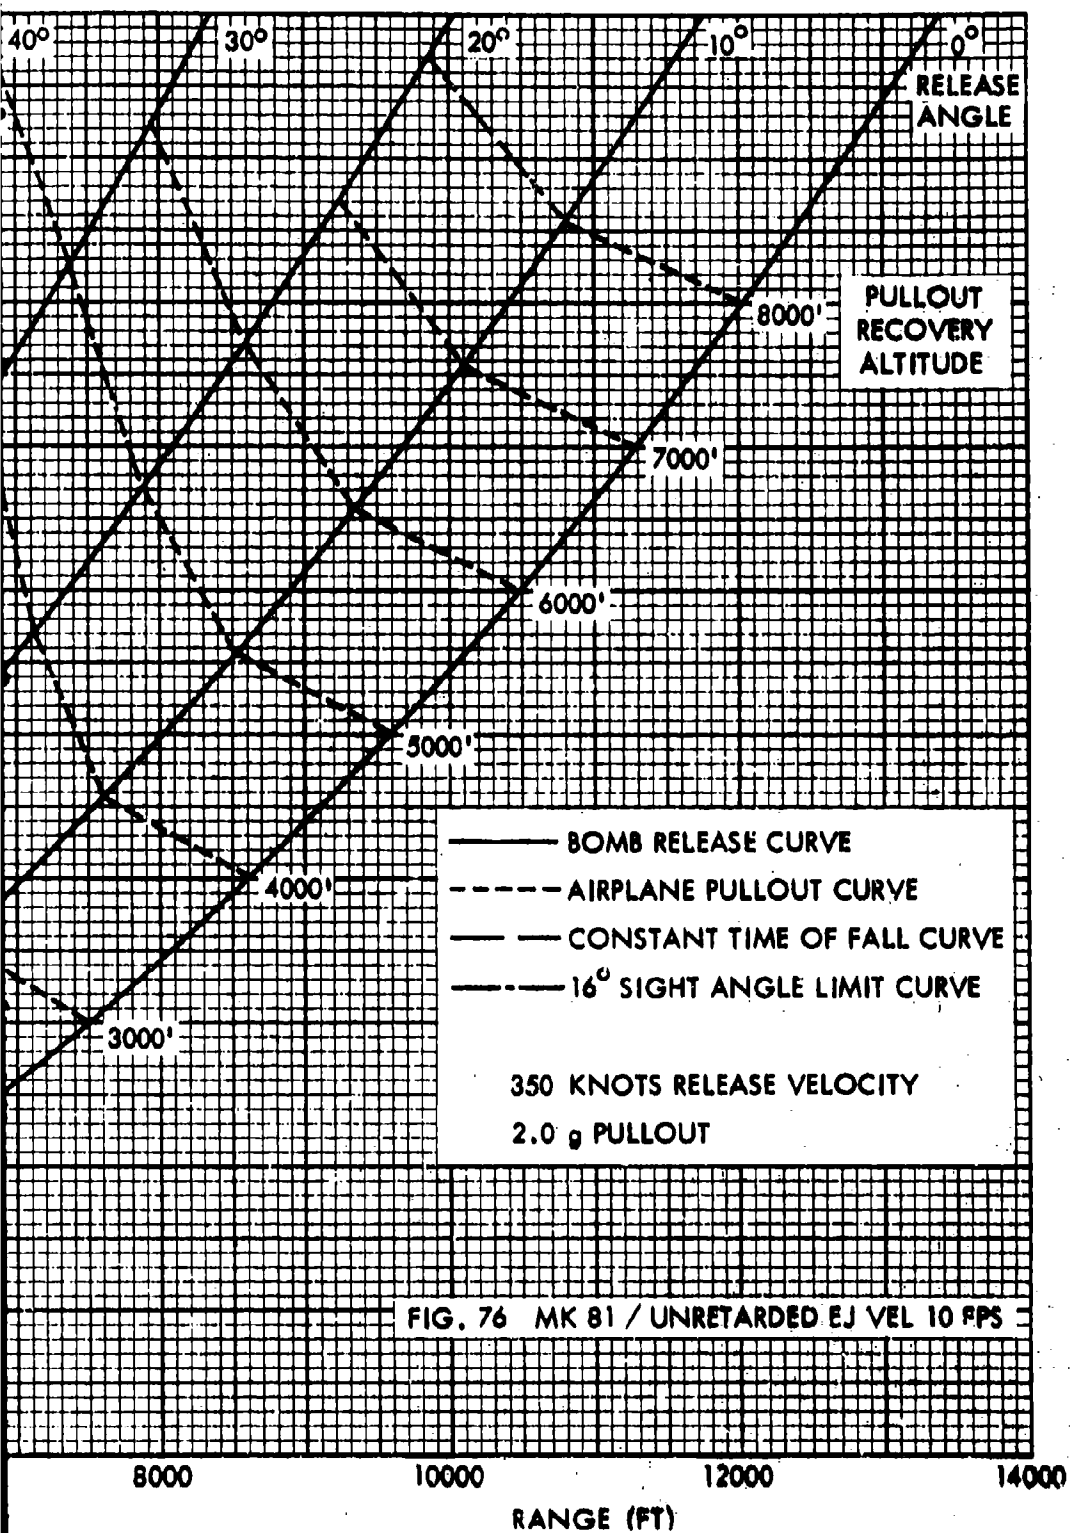 40° 30° 20° 10° 0°
RELEASE
ANGLE
PULLOUT
RECOVERY
ALTITUDE
8000'
7000'
6000'
5000'
4000'
3000'
BOMB RELEASE CURVE
AIRPLANE PULLOUT CURVE
CONSTANT TIME OF FALL CURVE
16° SIGHT ANGLE LIMIT CURVE
350 KNOTS RELEASE VELOCITY
2.0 g PULLOUT
FIG. 76 MK 81 / UNRETARDED EJ VEL 10 FPS
8000 10000 12000 14000
RANGE (FT)